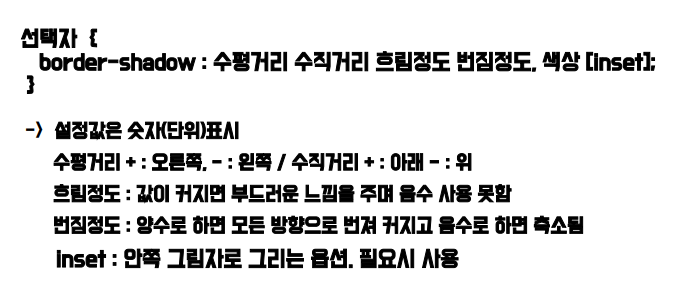 선택자 {
border-shadow : 수평거리 수직거리 흐림정도 번짐정도, 색상 [inset];
}
-> 설정값은 숫자(단위)표시
수평거리 + : 오른쪽, - : 왼쪽 / 수직거리 + : 아래 - : 위
흐림정도 : 값이 커지면 부드러운 느낌을 주며 음수 사용 못함
번짐정도 : 양수로 하면 모든 방향으로 번져 커지고 음수로 하면 축소됨
inset : 안쪽 그림자로 그리는 옵션. 필요시 사용